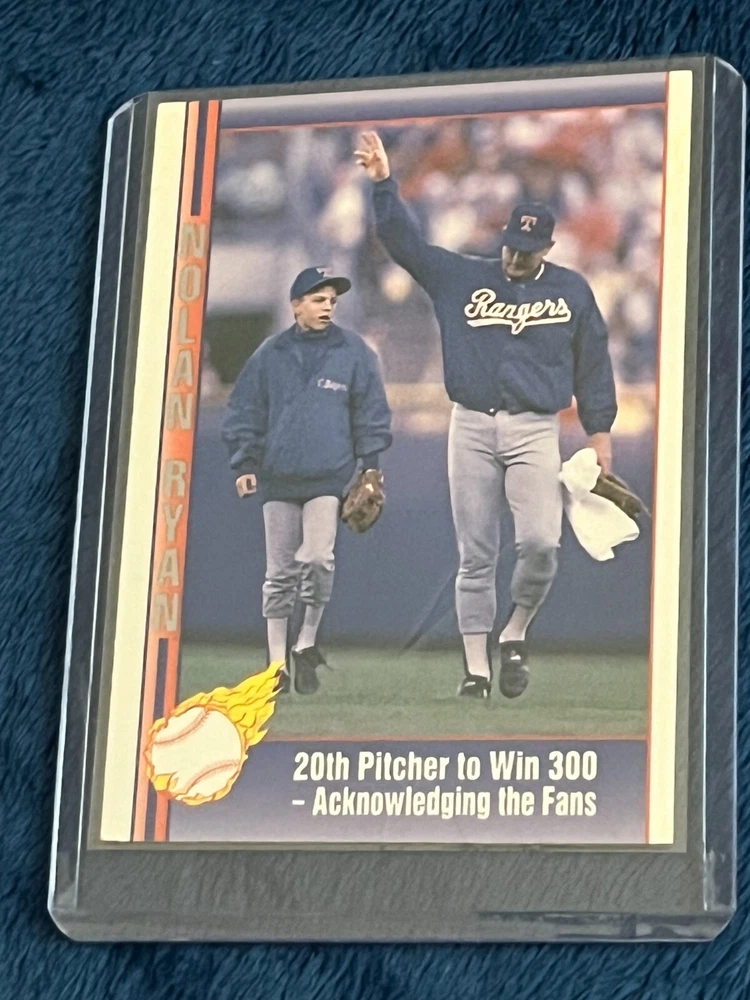 NOLAN RYAN
T
Rangers
20th Pitcher to Win 300
– Acknowledging the Fans